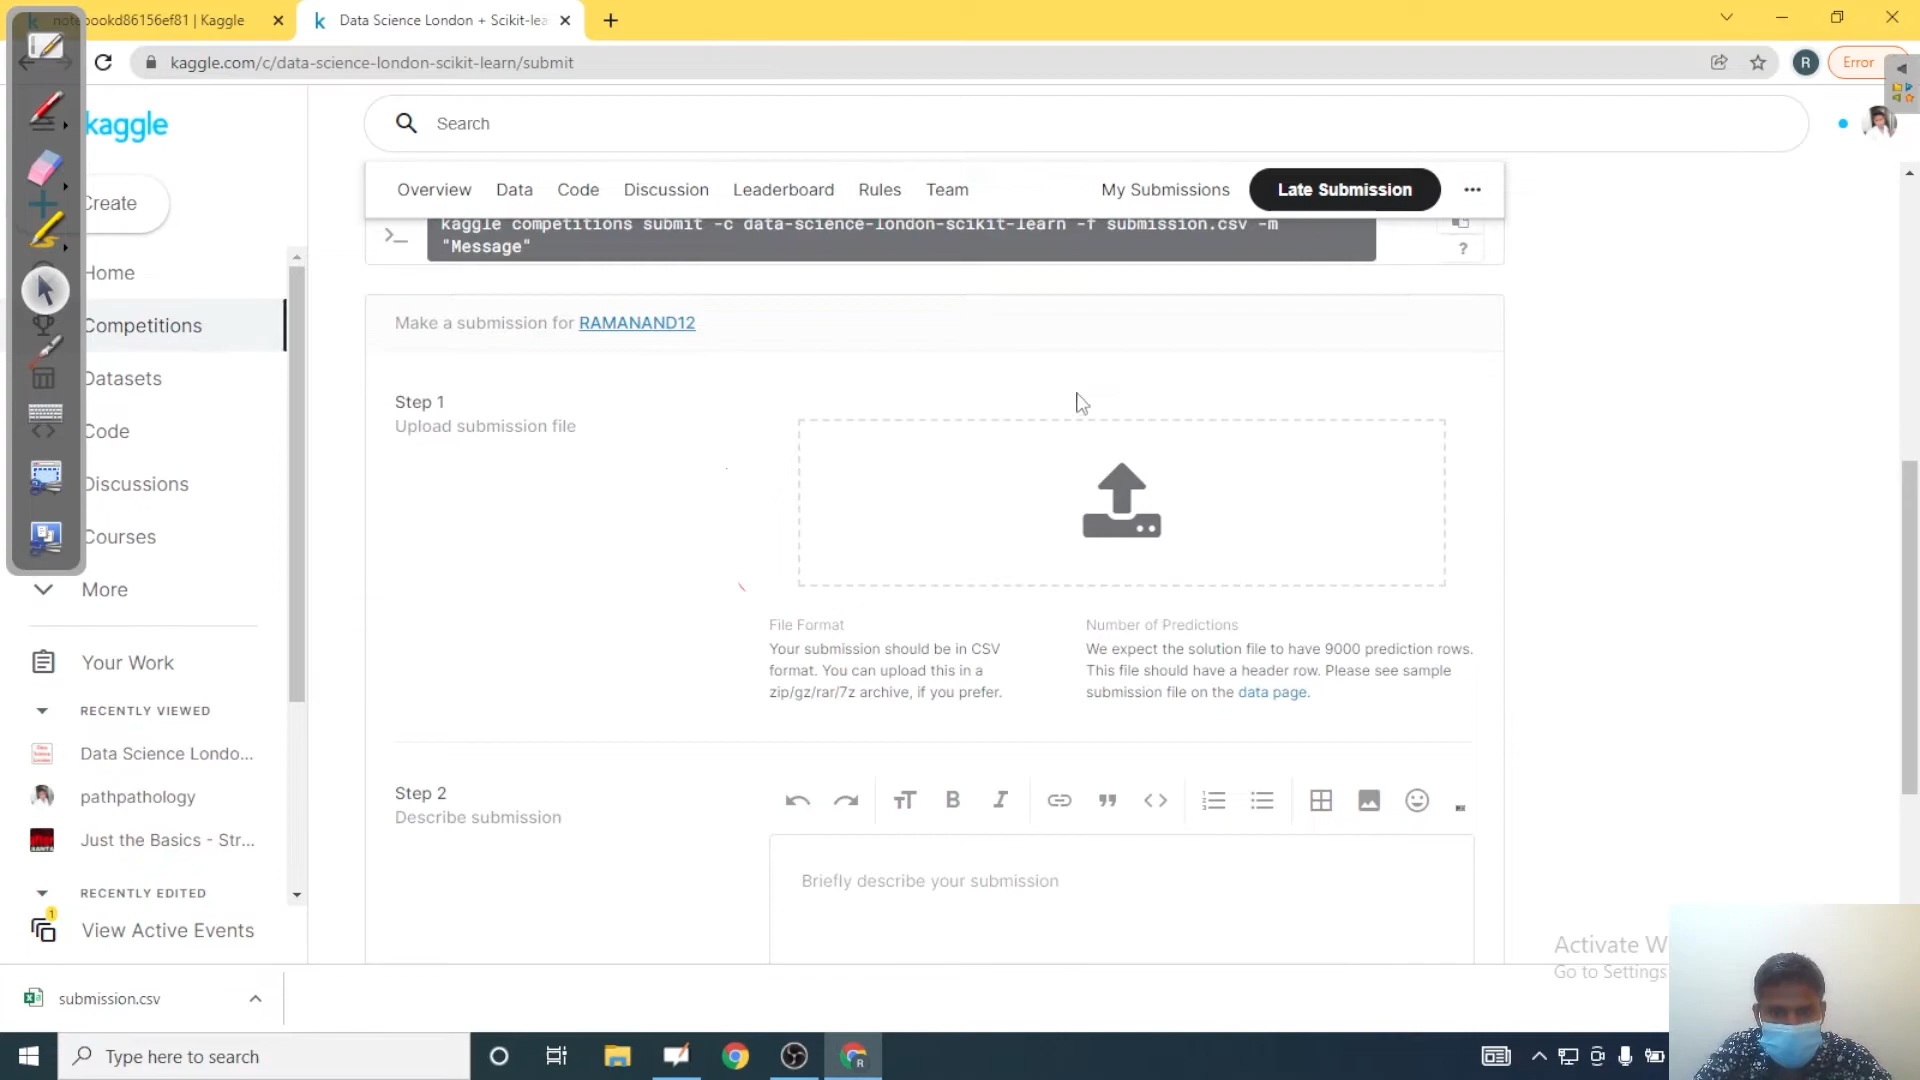 notebookd86156ef81 | Kaggle
Data Science London + Scikit-lea
kaggle.com/c/data-science-london-scikit-learn/submit
R
Error
kaggle
Search
Create
Overview
Data
Code
Discussion
Leaderboard
Rules
Team
My Submissions
Late Submission
kaggle competitions submit -c data-science-london-scikit-learn -f submission.csv -m
"Message"
?
Home
Competitions
Datasets
Code
Discussions
Courses
More
Your Work
RECENTLY VIEWED
Data Science Londo...
pathpathology
Just the Basics - Str...
RECENTLY EDITED
1
View Active Events
Make a submission for RAMANAND12
Step 1
Upload submission file
File Format
Your submission should be in CSV
format. You can upload this in a
zip/gz/rar/7z archive, if you prefer.
Number of Predictions
We expect the solution file to have 9000 prediction rows.
This file should have a header row. Please see sample
submission file on the data page.
Step 2
Describe submission
Briefly describe your submission
Activate W
Go to Settings
submission.csv
Type here to search